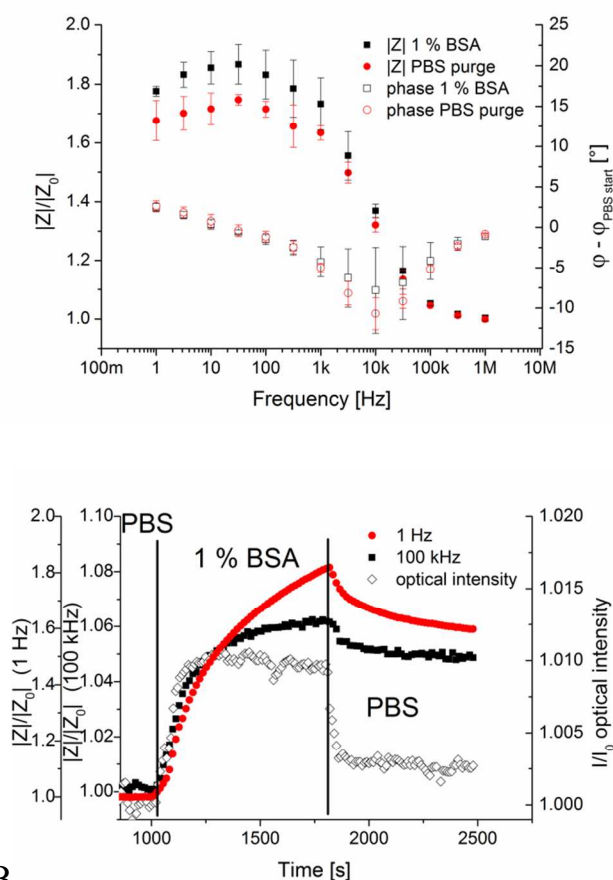 2.0
1.8
1.6
1.4
1.2
1.0
|Z|/|Z₀|
|Z| 1 % BSA
|Z| PBS purge
phase 1 % BSA
phase PBS purge
25
20
15
10
5
0
-5
-10
-15
φ - φPBS start [°]
100m 1 10 100 1k 10k 100k 1M 10M
Frequency [Hz]
2.0
1.8
1.6
1.4
1.2
1.0
|Z|/|Z₀| (1 Hz)
1.10
1.08
1.06
1.04
1.02
1.00
|Z|/|Z₀| (100 kHz)
PBS
1 % BSA
PBS
1 Hz
100 kHz
optical intensity
1.020
1.015
1.010
1.005
1.000
I/I₀ optical intensity
1000 1500 2000 2500
Time [s]